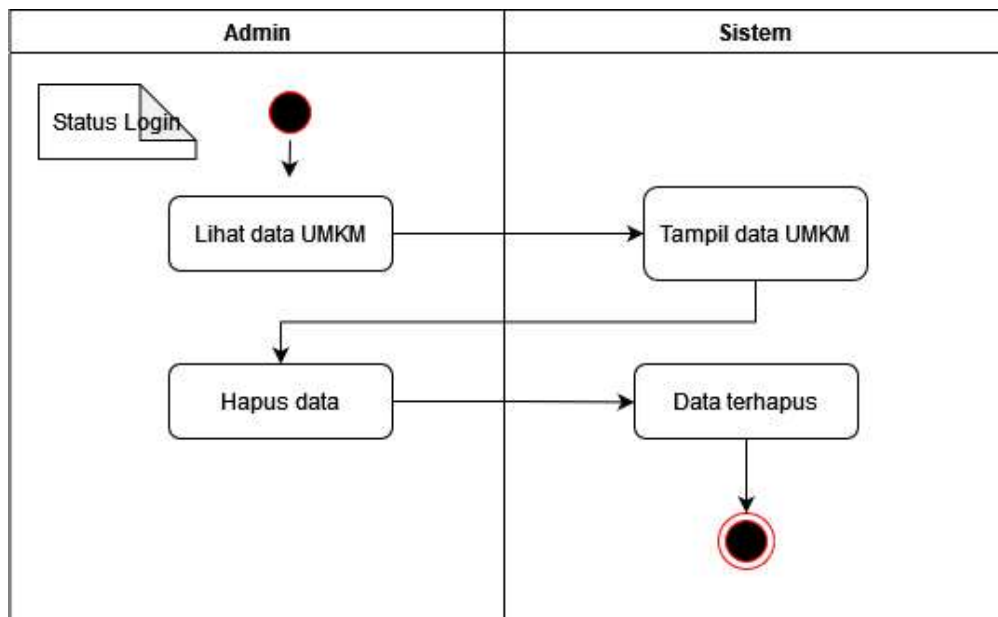 Admin
Sistem
Status Login
Lihat data UMKM
Tampil data UMKM
Hapus data
Data terhapus